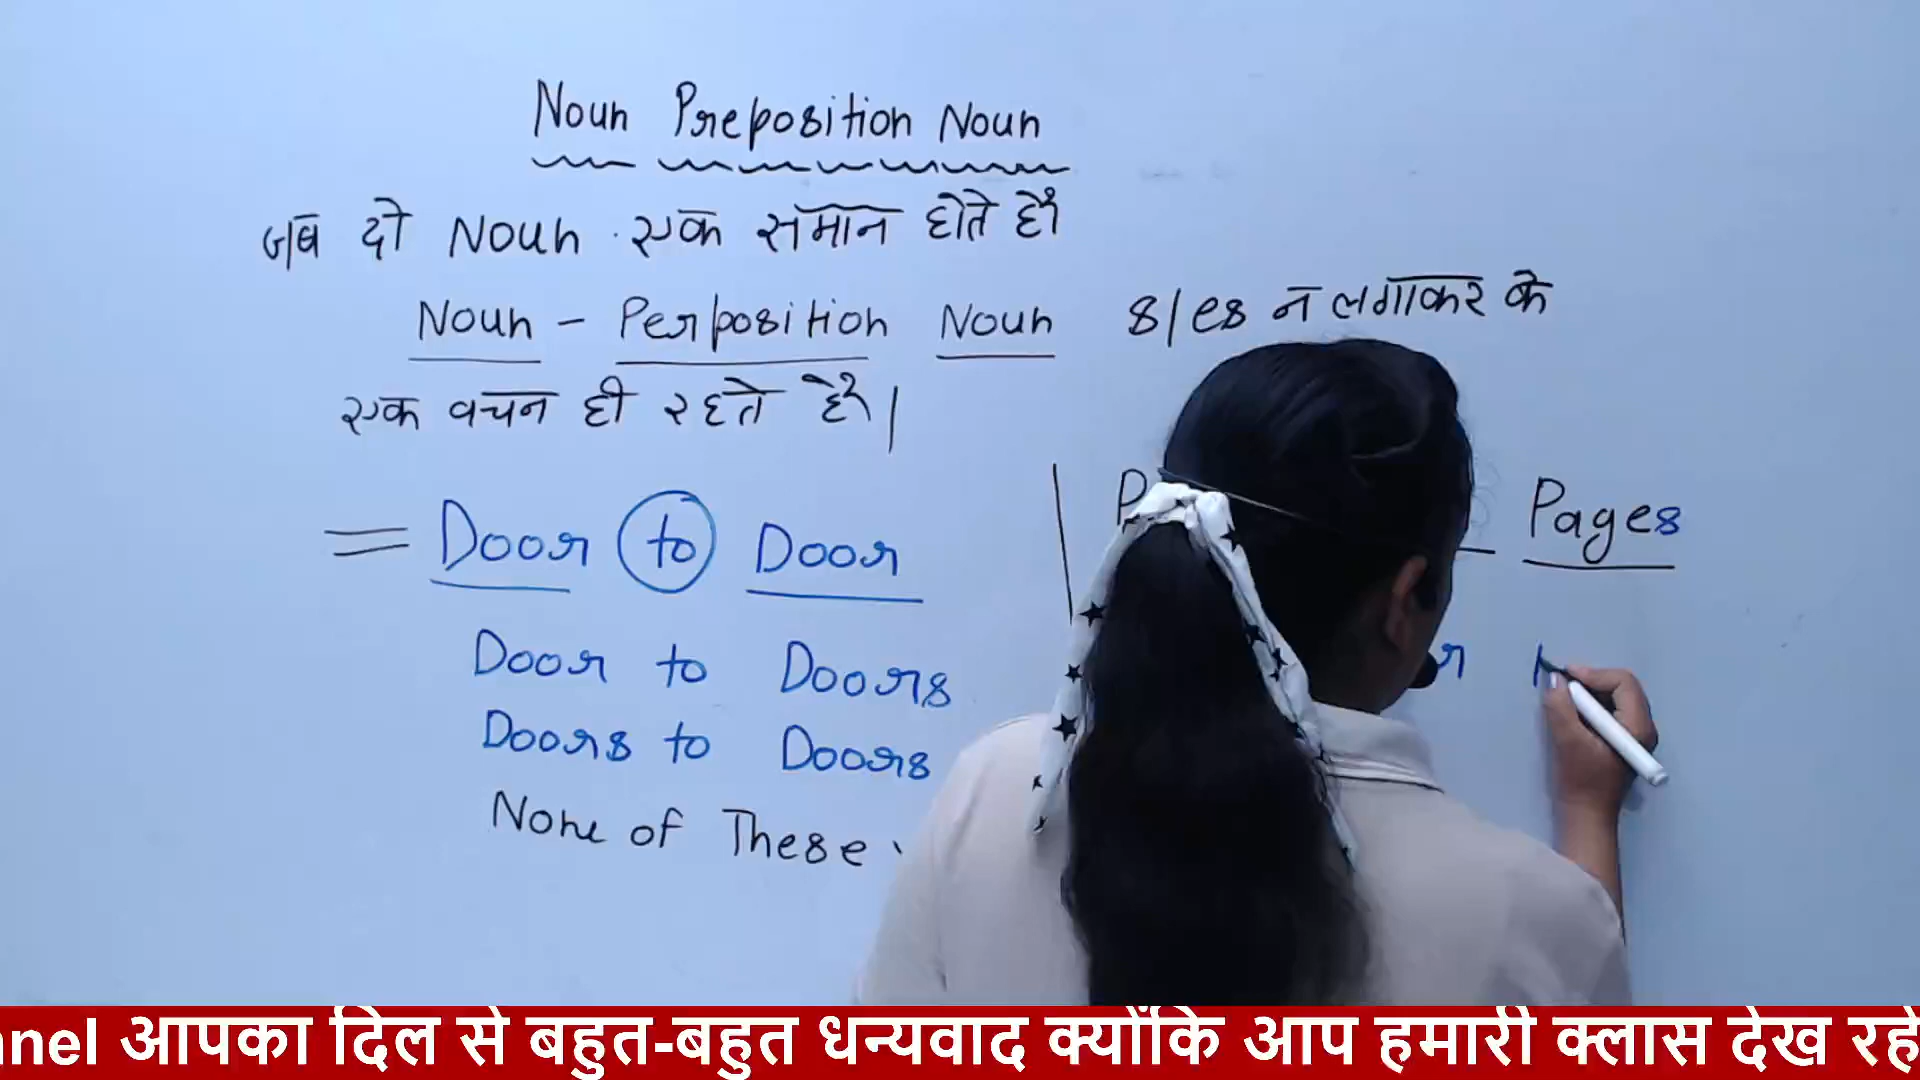 Noun Preposition Noun
जब दो Noun एक समान होते हैं
Noun - Perposition Noun s/es न लगाकर के
एक वचन ही रहते हैं।
= Door to Door
Pages
Door to Doors
Doors to Doors
None of These
nel आपका दिल से बहुत-बहुत धन्यवाद क्योंकि आप हमारी क्लास देख रहे